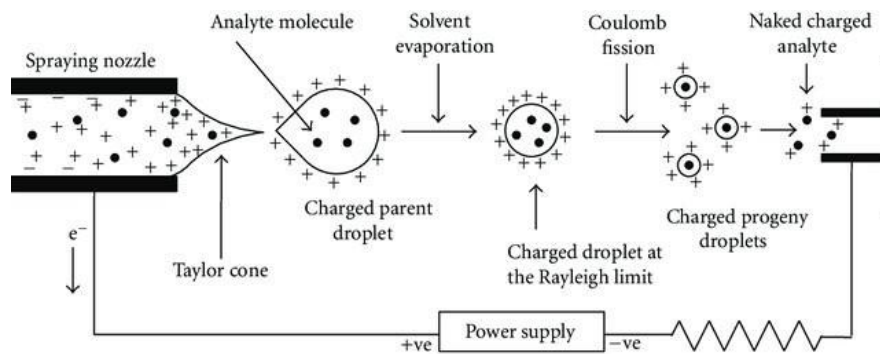 Analyte molecule
Solvent
evaporation
Coulomb
fission
Naked charged
analyte
Spraying nozzle
Charged parent
droplet
Charged progeny
droplets
e−
Taylor cone
Charged droplet at
the Rayleigh limit
+ve
Power supply
−ve